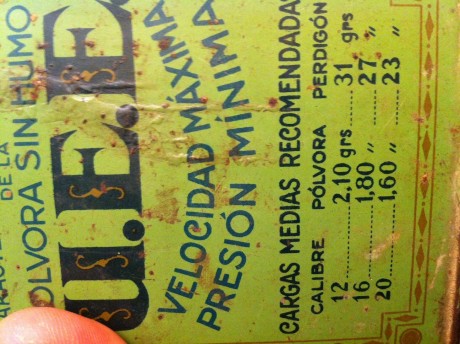 DE LA
OLVORA SIN HUMO
U.E.E.
VELOCIDAD MÁXIMA
PRESIÓN MÍNIMA
CARGAS MEDIAS RECOMENDADAS
CALIBRE PÓLVORA PERDIGÓN
12 ........ 2,10 grs ........ 31 grs
16 ........ 1,80 〃 ........ 27 〃
20 ........ 1,60 〃 ........ 23 〃